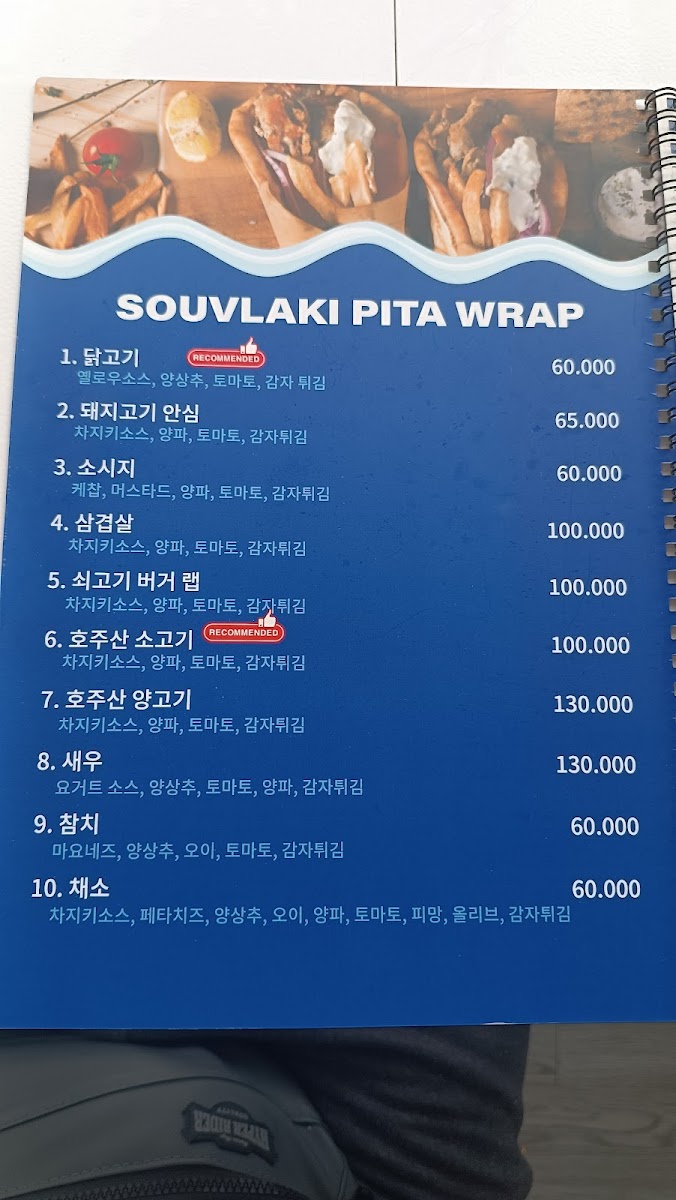 SOUVLAKI PITA WRAP
1. 닭고기 RECOMMENDED 60.000
옐로우소스, 양상추, 토마토, 감자 튀김
2. 돼지고기 안심 65.000
차지키소스, 양파, 토마토, 감자튀김
3. 소시지 60.000
케찹, 머스타드, 양파, 토마토, 감자튀김
4. 삼겹살 100.000
차지키소스, 양파, 토마토, 감자튀김
5. 쇠고기 버거 랩 100.000
차지키소스, 양파, 토마토, 감자튀김
6. 호주산 소고기 RECOMMENDED 100.000
차지키소스, 양파, 토마토, 감자튀김
7. 호주산 양고기 130.000
차지키소스, 양파, 토마토, 감자튀김
8. 새우 130.000
요거트 소스, 양상추, 토마토, 양파, 감자튀김
9. 참치 60.000
마요네즈, 양상추, 오이, 토마토, 감자튀김
10. 채소 60.000
차지키소스, 페타치즈, 양상추, 오이, 양파, 토마토, 피망, 올리브, 감자튀김